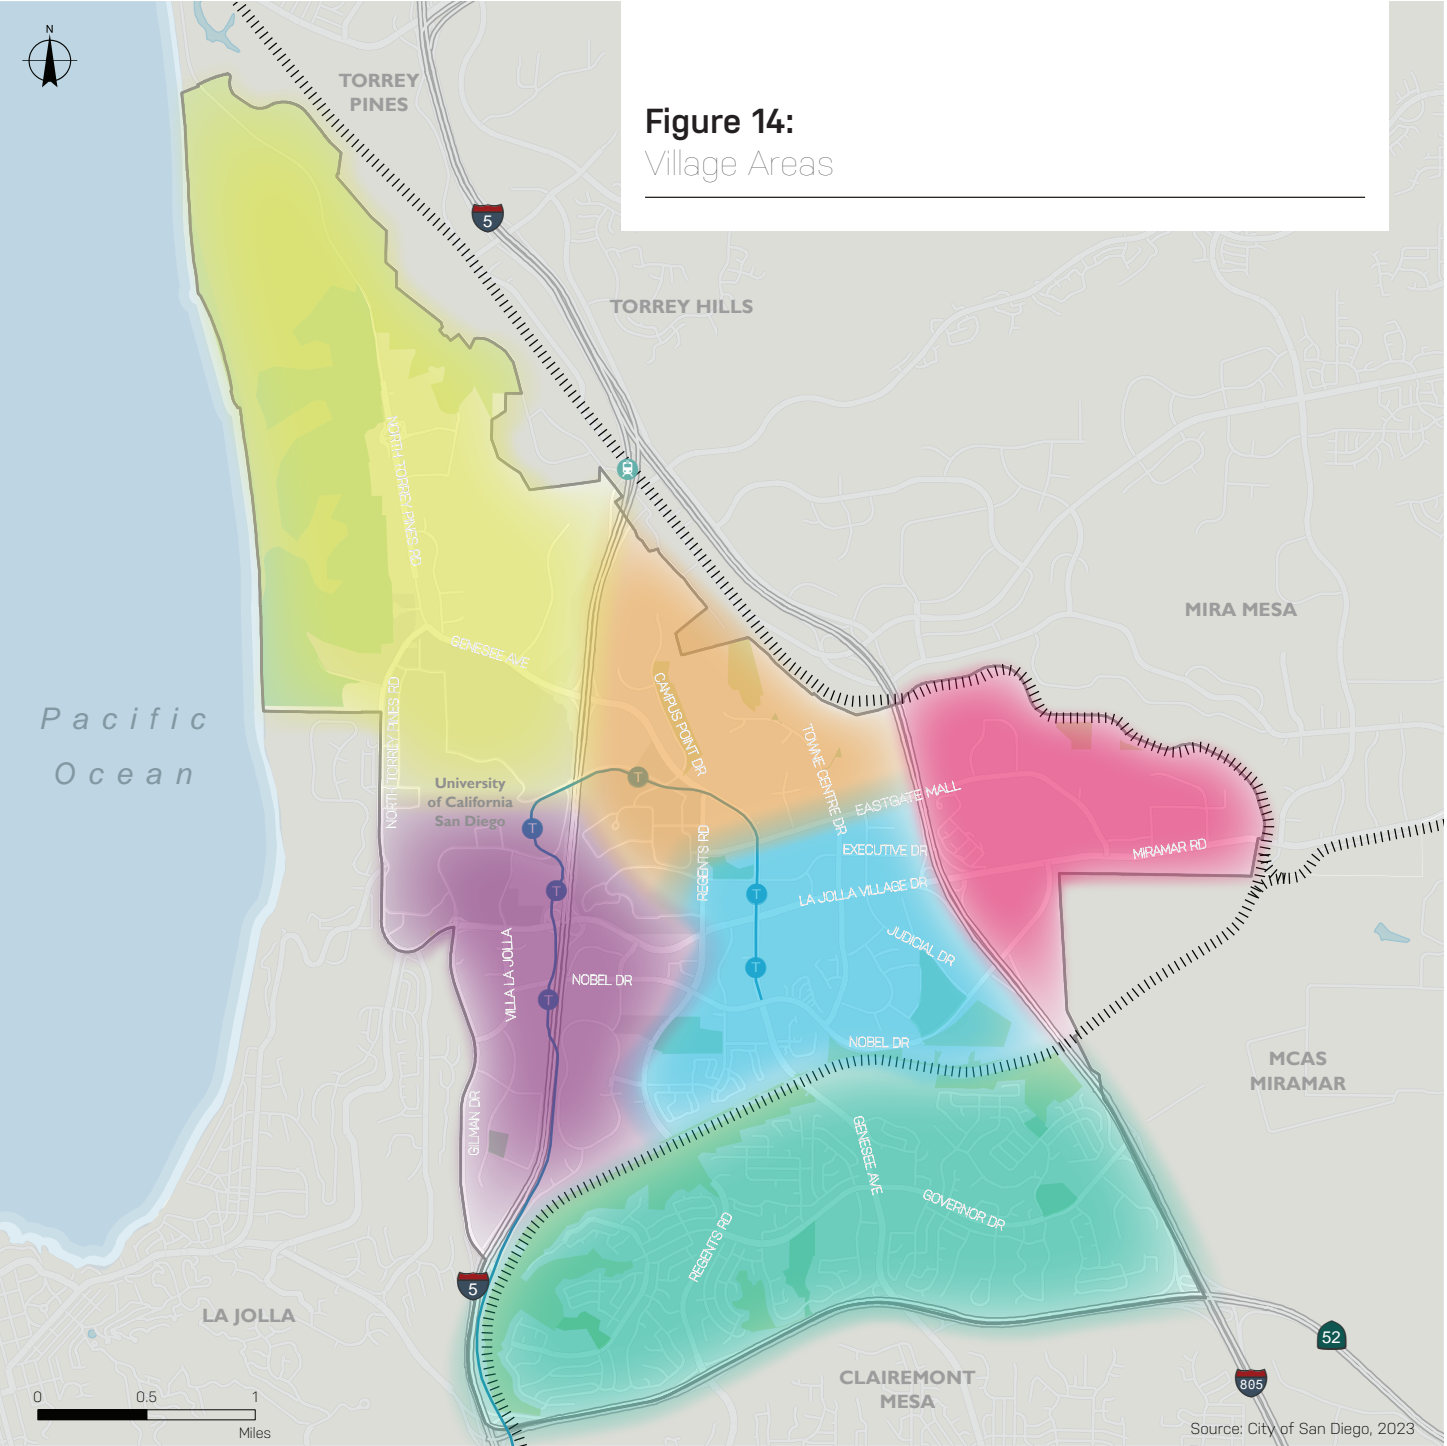 N
Figure 14:
Village Areas
TORREY
PINES
5
TORREY HILLS
NORTH TORREY PINES RD
MIRA MESA
GENESEE AVE
CAMPUS POINT DR
NORTH TORREY PINES RD
Pacific
Ocean
TOWNE CENTRE DR
University
of California
San Diego
T
T
EASTGATE MALL
REGENTS RD
EXECUTIVE DR
MIRAMAR RD
T
T
LA JOLLA VILLAGE DR
VILLA LA JOLLA
JUDICIAL DR
NOBEL DR
T
T
NOBEL DR
MCAS
MIRAMAR
GILMAN DR
GENESEE AVE
GOVERNOR DR
REGENTS RD
5
LA JOLLA
52
CLAIREMONT
MESA
805
0 0.5 1
Miles
Source: City of San Diego, 2023